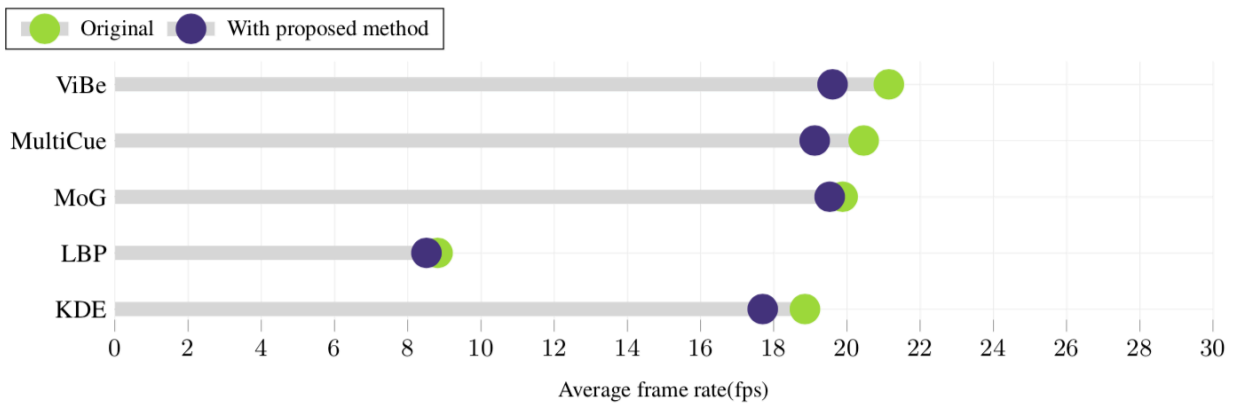 Original With proposed method
ViBe
MultiCue
MoG
LBP
KDE
0 2 4 6 8 10 12 14 16 18 20 22 24 26 28 30
Average frame rate(fps)